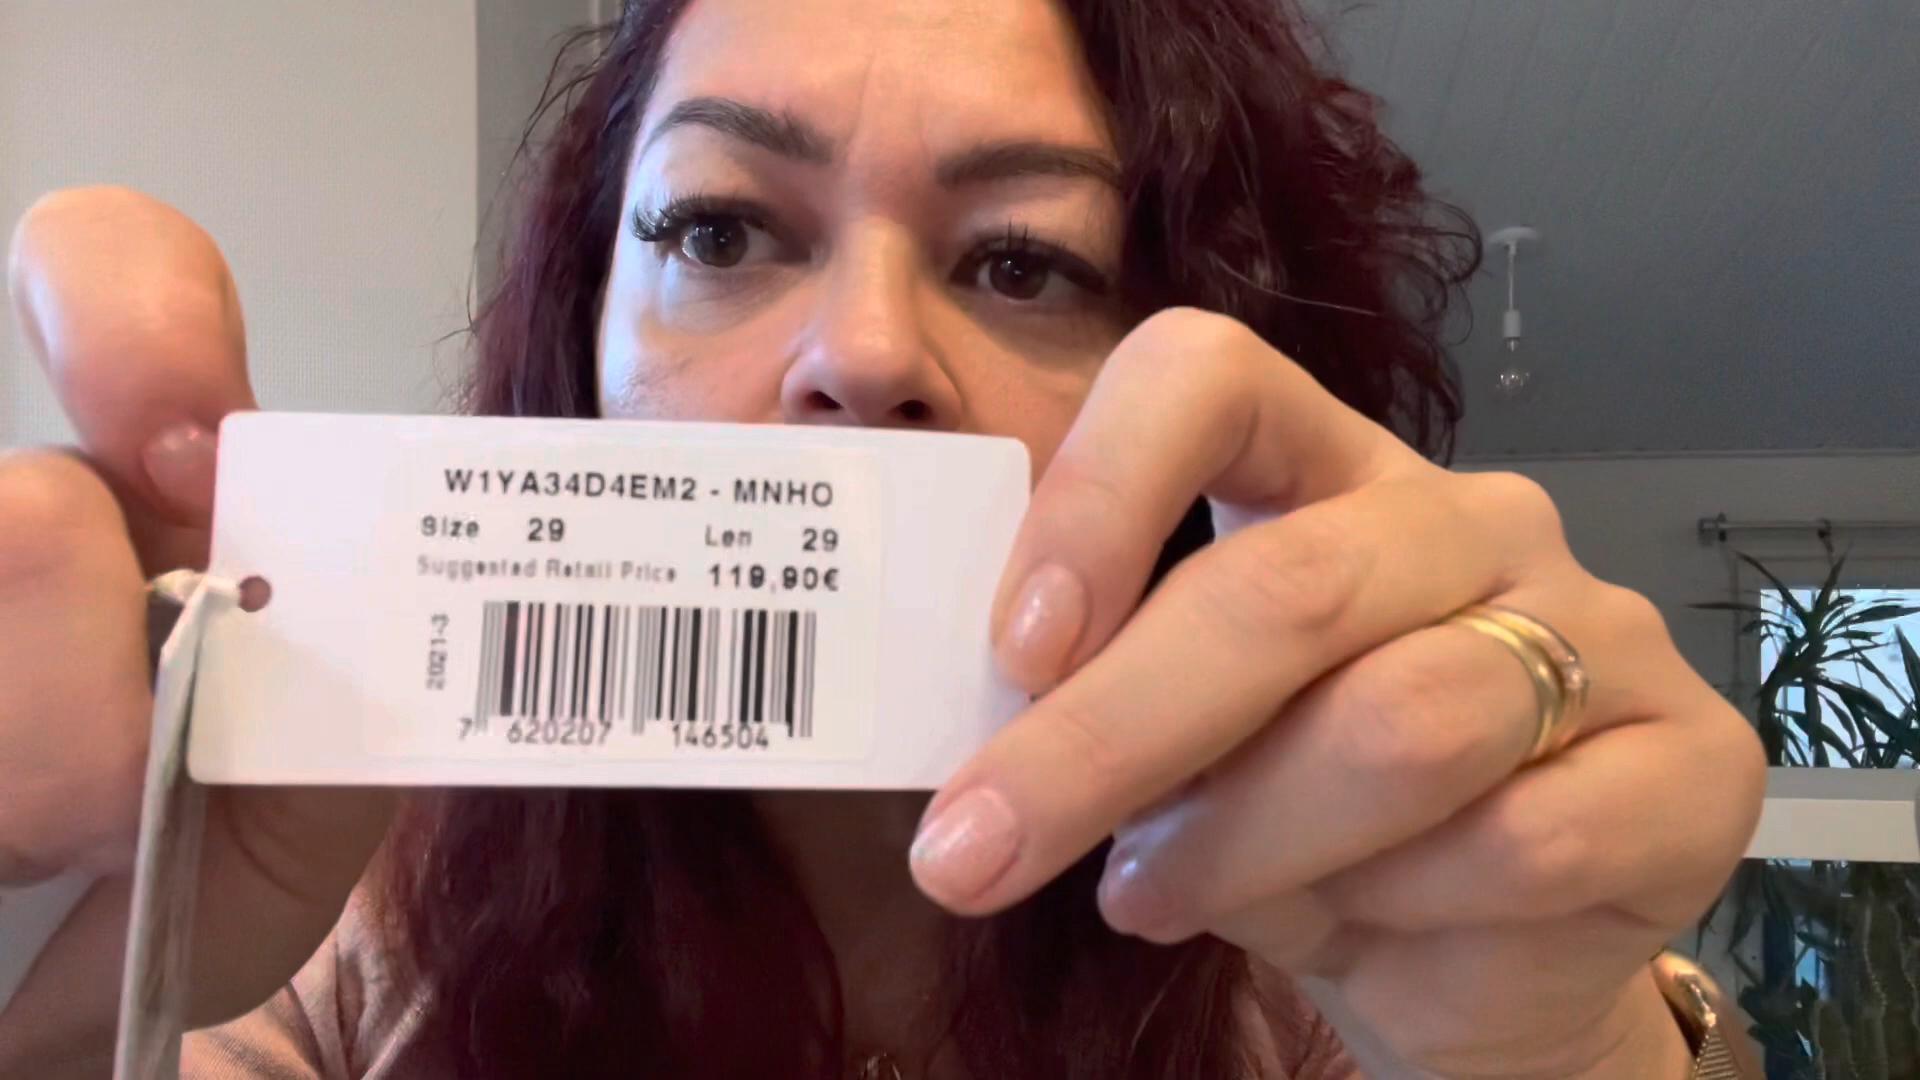 W1YA34D4EM2 - MNHO
Size 29 Len 29
Suggested Retail Price 119,90€
2021-3
7 620207 146504